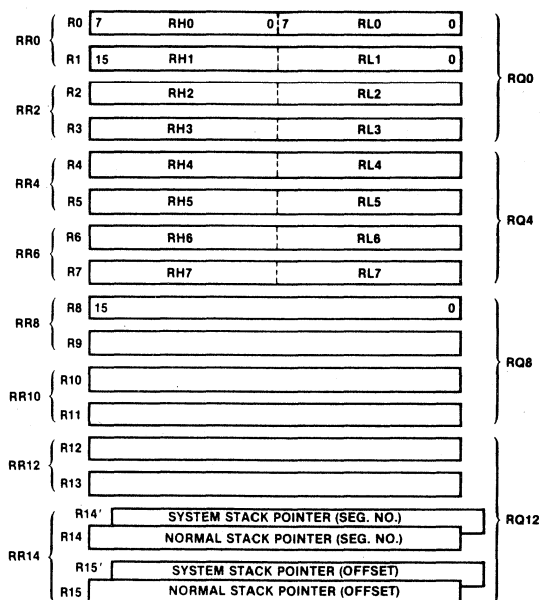 RR0 R0 7 RH0 0 7 RL0 0
R1 15 RH1 RL1 0
RQ0
RR2 R2 RH2 RL2
R3 RH3 RL3
RR4 R4 RH4 RL4
R5 RH5 RL5
RQ4
RR6 R6 RH6 RL6
R7 RH7 RL7
RR8 R8 15 0
R9
RQ8
RR10 R10
R11
RR12 R12
R13
RQ12
R14' SYSTEM STACK POINTER (SEG. NO.)
RR14 R14 NORMAL STACK POINTER (SEG. NO.)
R15' SYSTEM STACK POINTER (OFFSET)
R15 NORMAL STACK POINTER (OFFSET)